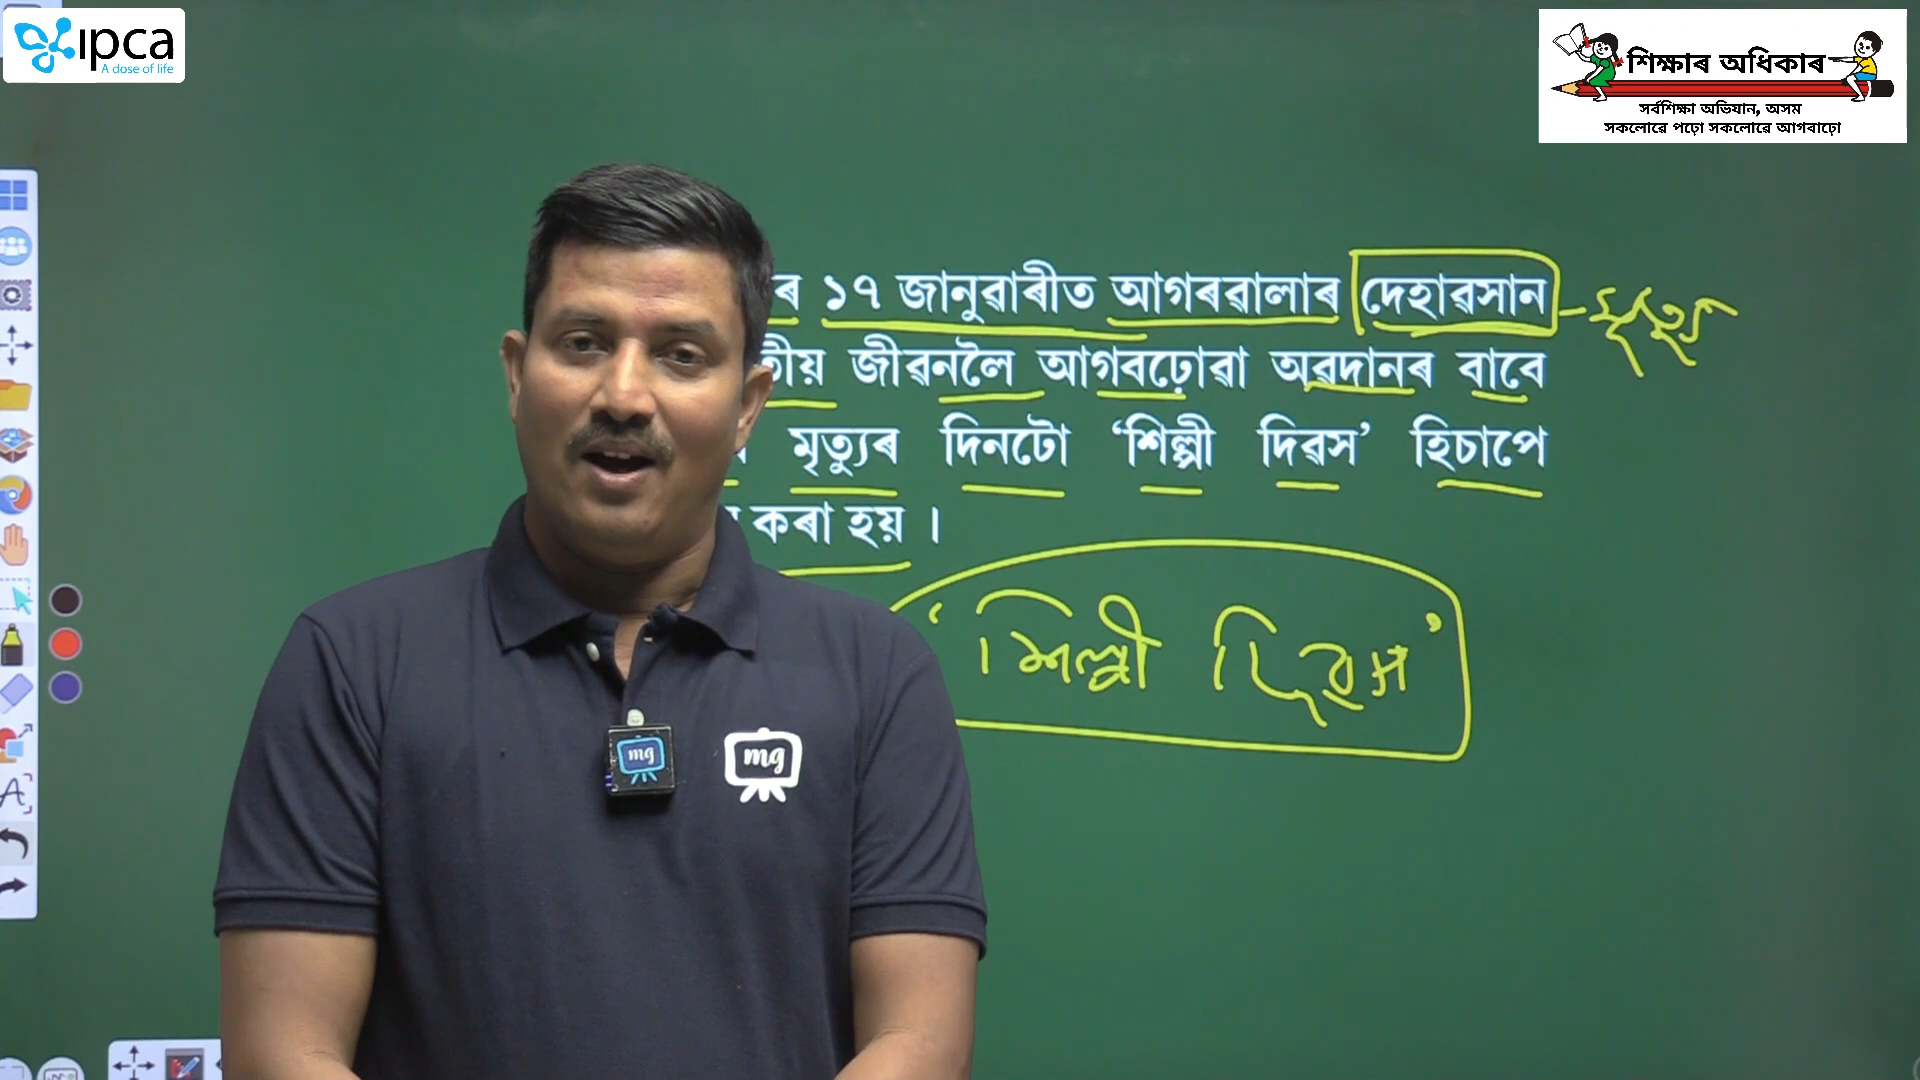 ipca
A dose of life
শিক্ষাৰ অধিকাৰ
সৰ্বশিক্ষা অভিযান, অসম
সকলোৱে পঢ়ো সকলোৱে আগবাঢ়ো
ৰ ১৭ জানুৱাৰীত আগৰৱালাৰ দেহাৱসান - মৃত্যু
তীয় জীৱনলৈ আগবঢ়োৱা অৱদানৰ বাবে
মৃত্যুৰ দিনটো ‘শিল্পী দিৱস’ হিচাপে
কৰা হয় ।
‘শিল্পী দিৱস’
mg
mg